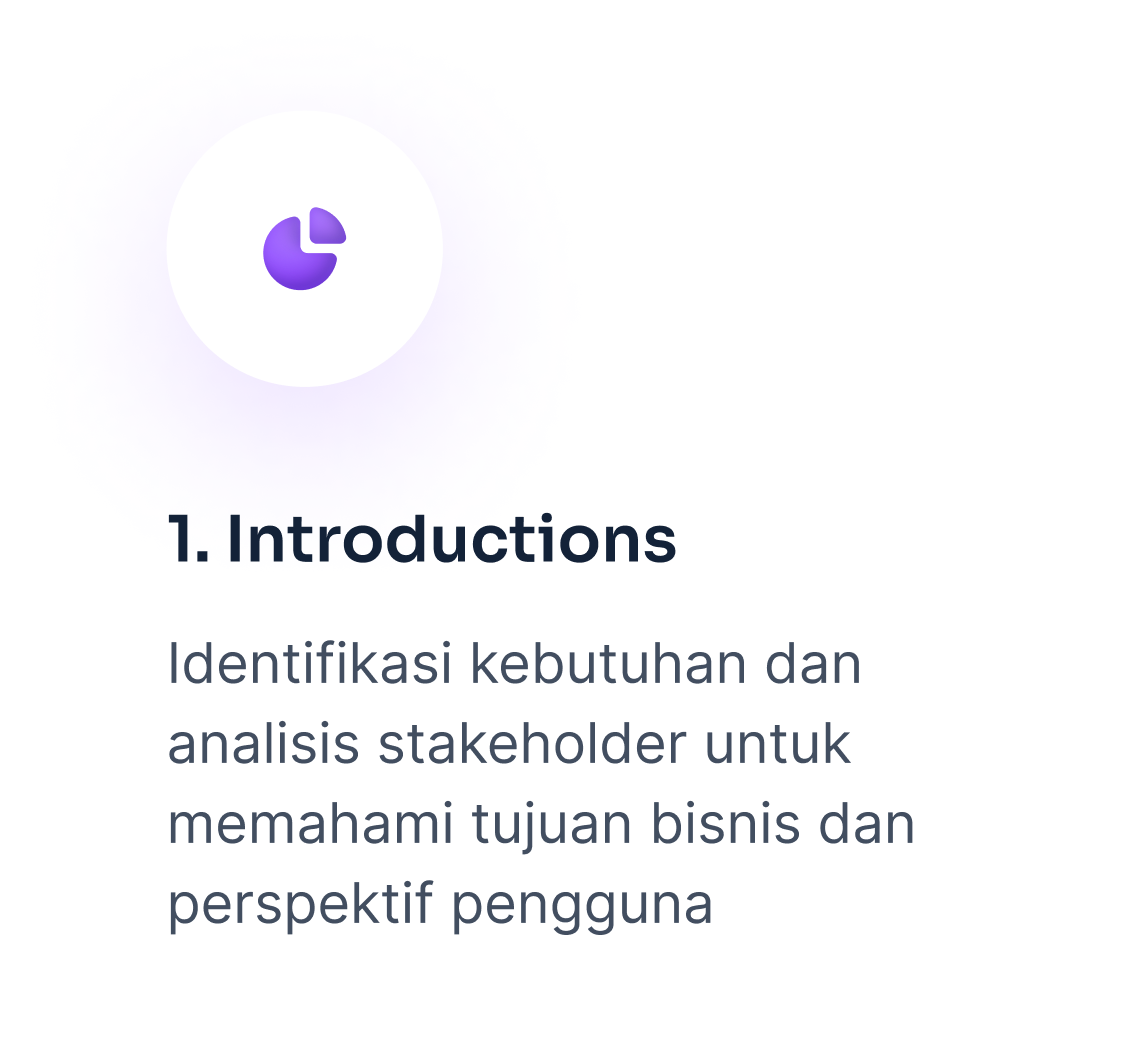 1. Introductions
Identifikasi kebutuhan dan
analisis stakeholder untuk
memahami tujuan bisnis dan
perspektif pengguna